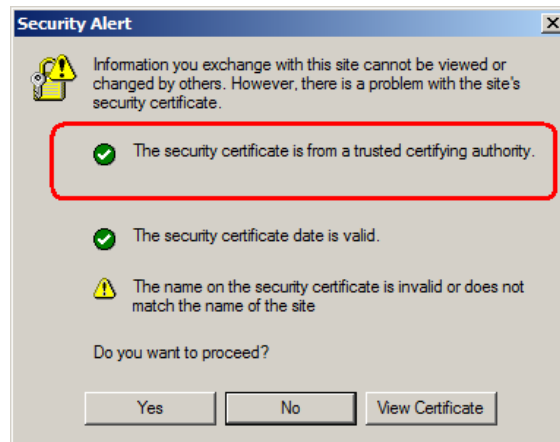 Security Alert
Information you exchange with this site cannot be viewed or
changed by others. However, there is a problem with the site's
security certificate.
The security certificate is from a trusted certifying authority.
The security certificate date is valid.
The name on the security certificate is invalid or does not
match the name of the site
Do you want to proceed?
Yes
No
View Certificate